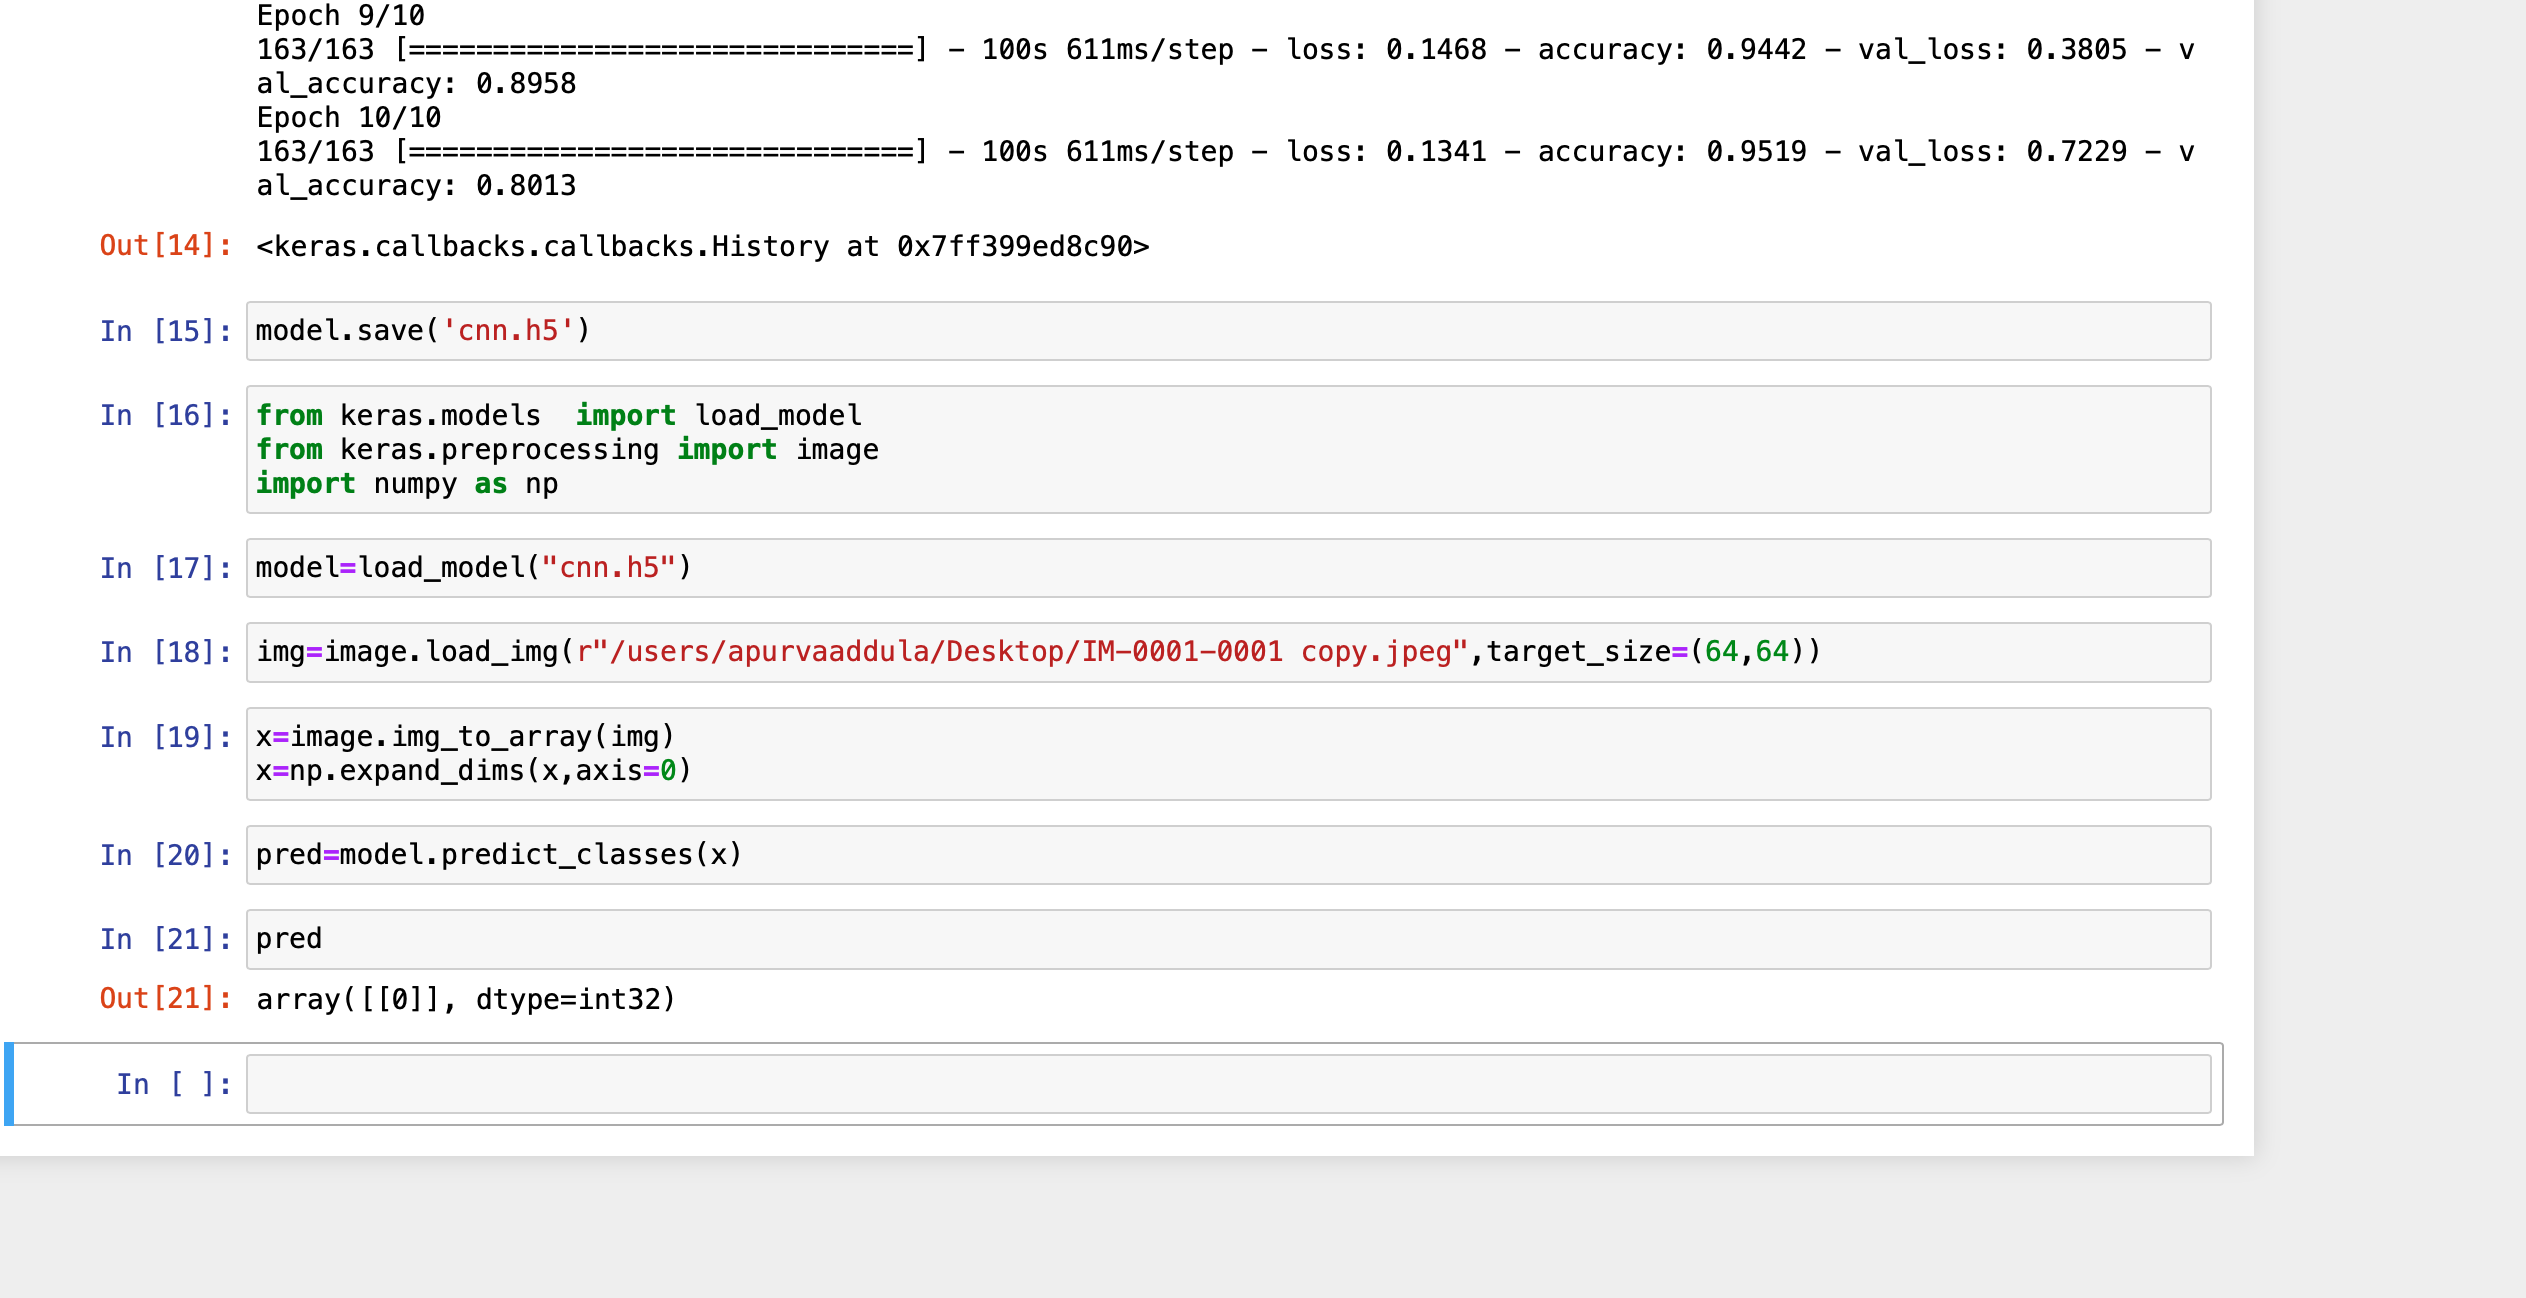 Epoch 9/10
163/163 [==============================] - 100s 611ms/step - loss: 0.1468 - accuracy: 0.9442 - val_loss: 0.3805 - v
al_accuracy: 0.8958
Epoch 10/10
163/163 [==============================] - 100s 611ms/step - loss: 0.1341 - accuracy: 0.9519 - val_loss: 0.7229 - v
al_accuracy: 0.8013
Out[14]: <keras.callbacks.callbacks.History at 0x7ff399ed8c90>
In [15]: model.save('cnn.h5')
In [16]: from keras.models  import load_model
from keras.preprocessing import image
import numpy as np
In [17]: model=load_model("cnn.h5")
In [18]: img=image.load_img(r"/users/apurvaaddula/Desktop/IM-0001-0001 copy.jpeg",target_size=(64,64))
In [19]: x=image.img_to_array(img)
x=np.expand_dims(x,axis=0)
In [20]: pred=model.predict_classes(x)
In [21]: pred
Out[21]: array([[0]], dtype=int32)
In [ ]: